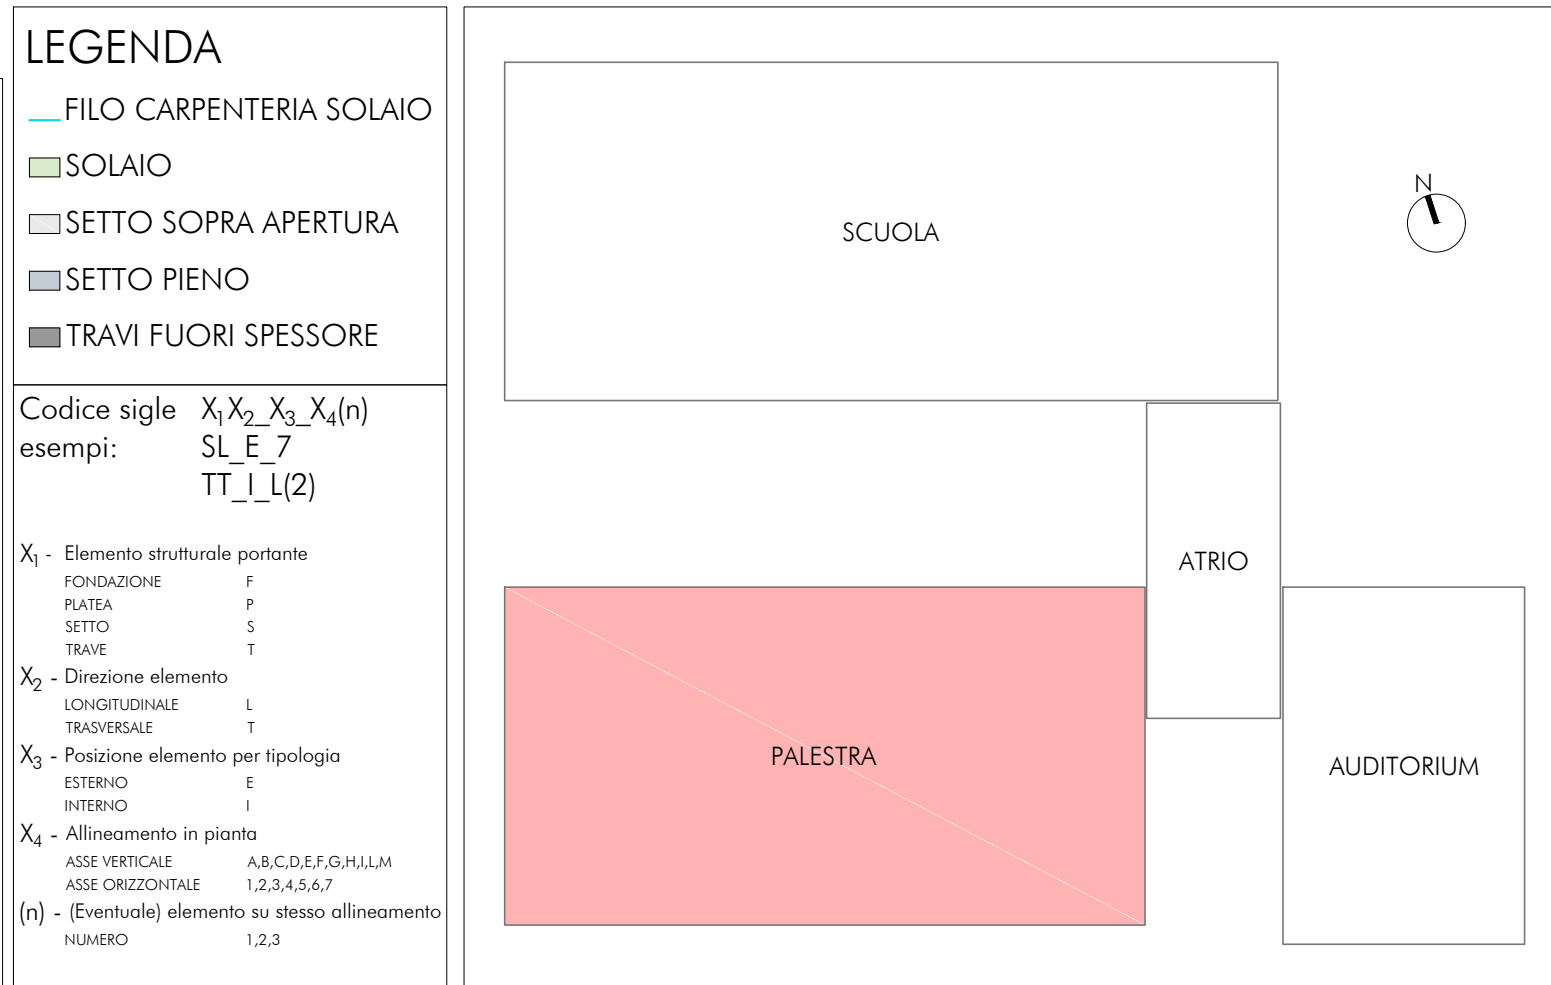 LEGENDA
FILO CARPENTERIA SOLAIO
SOLAIO
SETTO SOPRA APERTURA
SETTO PIENO
TRAVI FUORI SPESSORE
Codice sigle X₁X₂_X₃_X₄(n)
esempi: SL_E_7
TT_I_L(2)
X₁ - Elemento strutturale portante
FONDAZIONE F
PLATEA P
SETTO S
TRAVE T
X₂ - Direzione elemento
LONGITUDINALE L
TRASVERSALE T
X₃ - Posizione elemento per tipologia
ESTERNO E
INTERNO I
X₄ - Allineamento in pianta
ASSE VERTICALE A,B,C,D,E,F,G,H,I,L,M
ASSE ORIZZONTALE 1,2,3,4,5,6,7
(n) - (Eventuale) elemento su stesso allineamento
NUMERO 1,2,3
N
SCUOLA
ATRIO
PALESTRA
AUDITORIUM